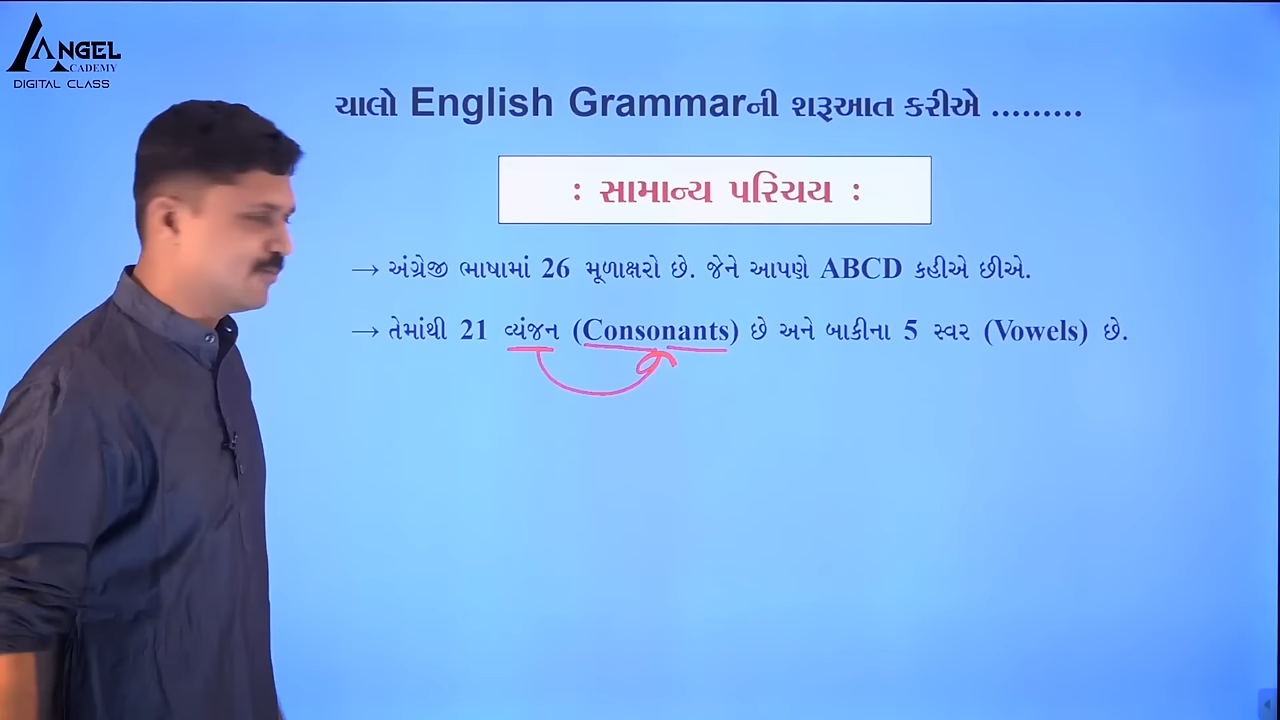 ANGEL
ACADEMY
DIGITAL CLASS
ચાલો English Grammarની શરૂઆત કરીએ .........
: સામાન્ય પરિચય :
→ અંગ્રેજી ભાષામાં 26 મૂળાક્ષરો છે. જેને આપણે ABCD કહીએ છીએ.
→ તેમાંથી 21 વ્યંજન (Consonants) છે અને બાકીના 5 સ્વર (Vowels) છે.